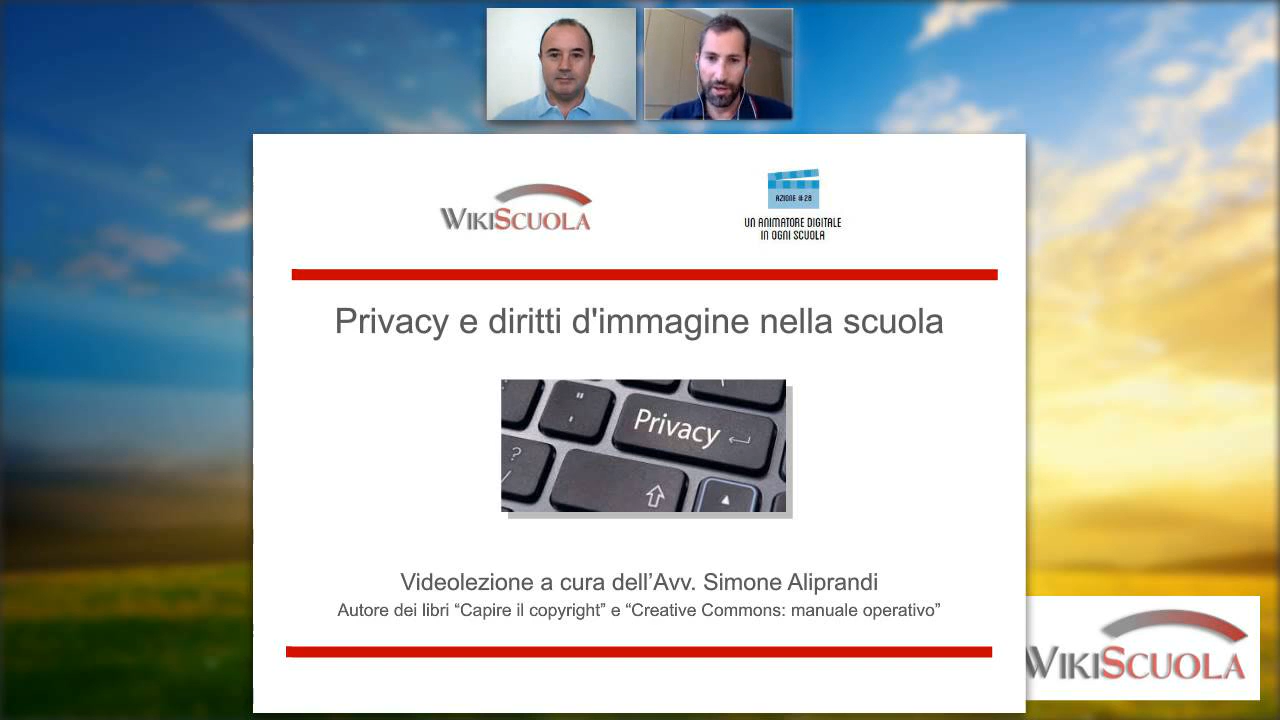 WIKISCUOLA
AZIONE #28
UN ANIMATORE DIGITALE
IN OGNI SCUOLA
Privacy e diritti d'immagine nella scuola
"
'
Privacy
?
/
Videolezione a cura dell’Avv. Simone Aliprandi
Autore dei libri “Capire il copyright” e “Creative Commons: manuale operativo”
WIKISCUOLA